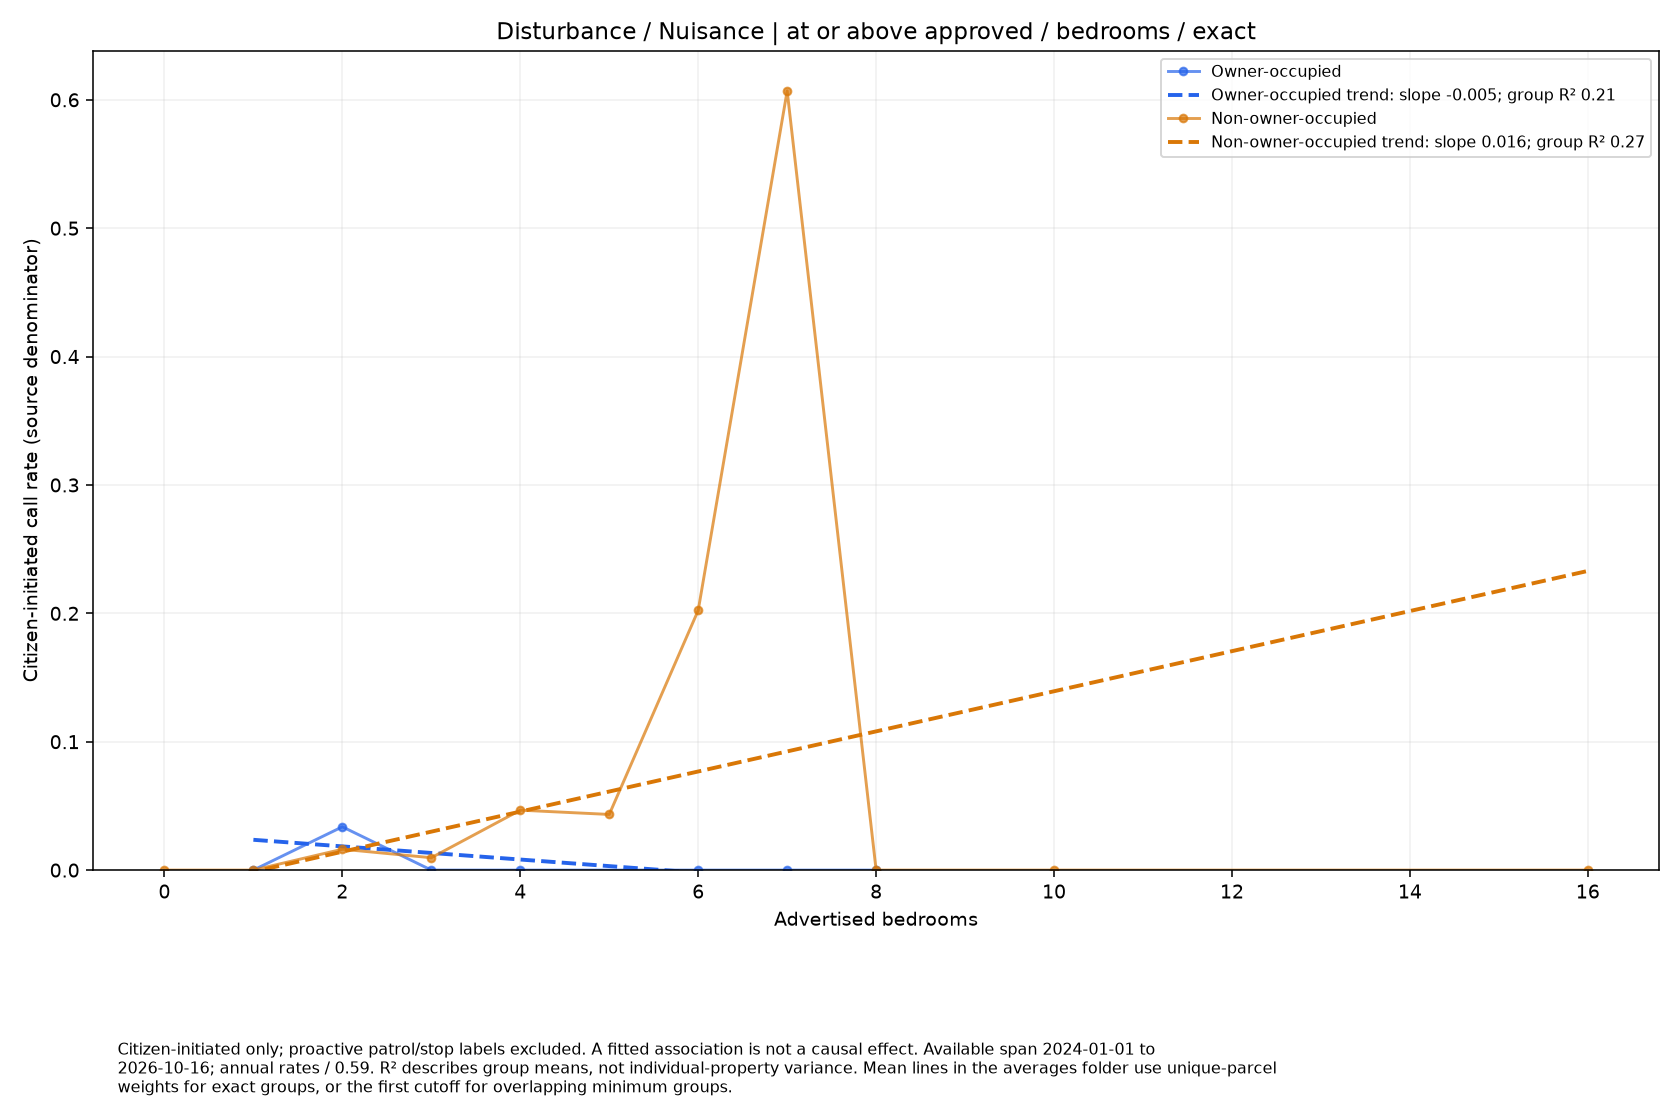 Disturbance / Nuisance | at or above approved / bedrooms / exact
Owner-occupied
Owner-occupied trend: slope -0.005; group R² 0.21
Non-owner-occupied
Non-owner-occupied trend: slope 0.016; group R² 0.27
Citizen-initiated call rate (source denominator)
0.6
0.5
0.4
0.3
0.2
0.1
0.0
0 2 4 6 8 10 12 14 16
Advertised bedrooms
Citizen-initiated only; proactive patrol/stop labels excluded. A fitted association is not a causal effect. Available span 2024-01-01 to
2026-10-16; annual rates / 0.59. R² describes group means, not individual-property variance. Mean lines in the averages folder use unique-parcel
weights for exact groups, or the first cutoff for overlapping minimum groups.